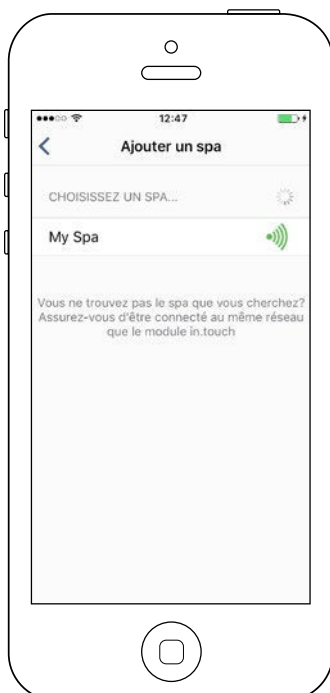 12:47
Ajouter un spa
CHOISISSEZ UN SPA...
My Spa
Vous ne trouvez pas le spa que vous cherchez?
Assurez-vous d'être connecté au même réseau
que le module in.touch